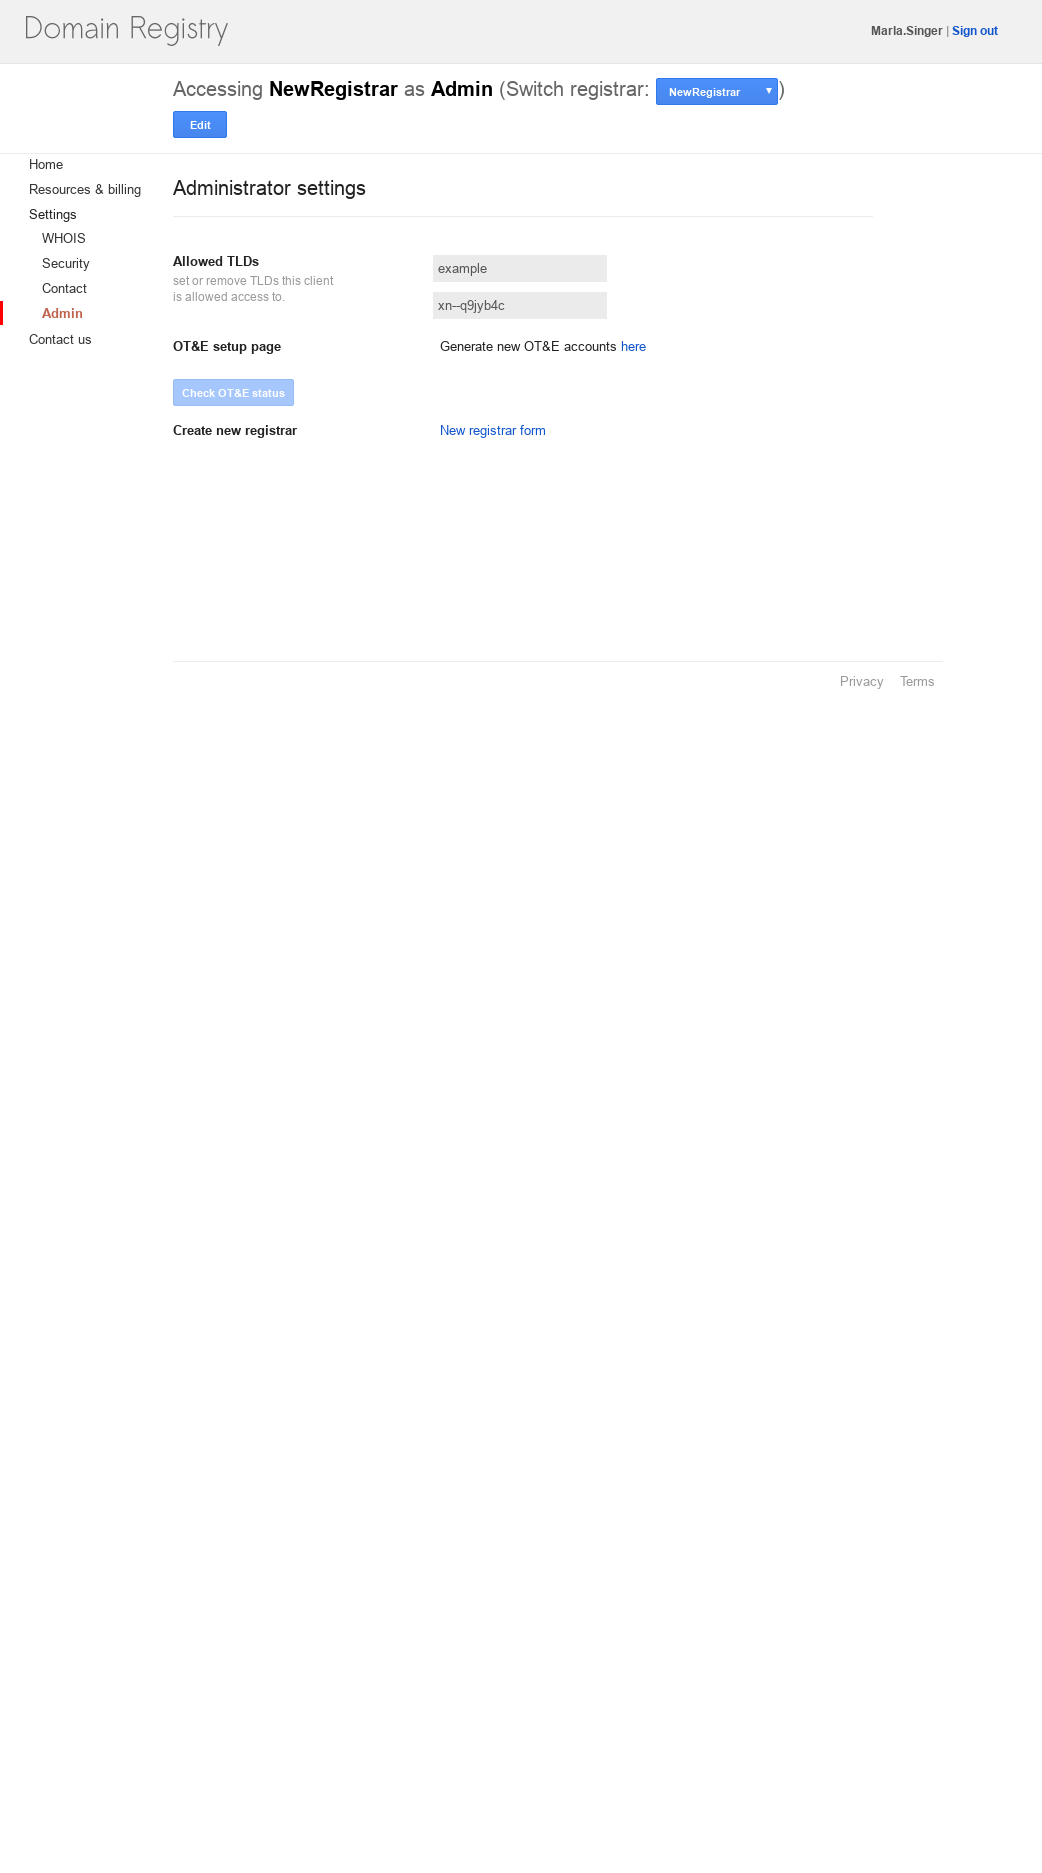 Domain Registry
Marla.Singer | Sign out
Accessing NewRegistrar as Admin (Switch registrar: NewRegistrar ▼)
Edit
Home
Resources & billing
Settings
WHOIS
Security
Contact
Admin
Contact us
Administrator settings
Allowed TLDs
set or remove TLDs this client
is allowed access to.
example
xn--q9jyb4c
OT&E setup page
Generate new OT&E accounts here
Check OT&E status
Create new registrar
New registrar form
Privacy Terms